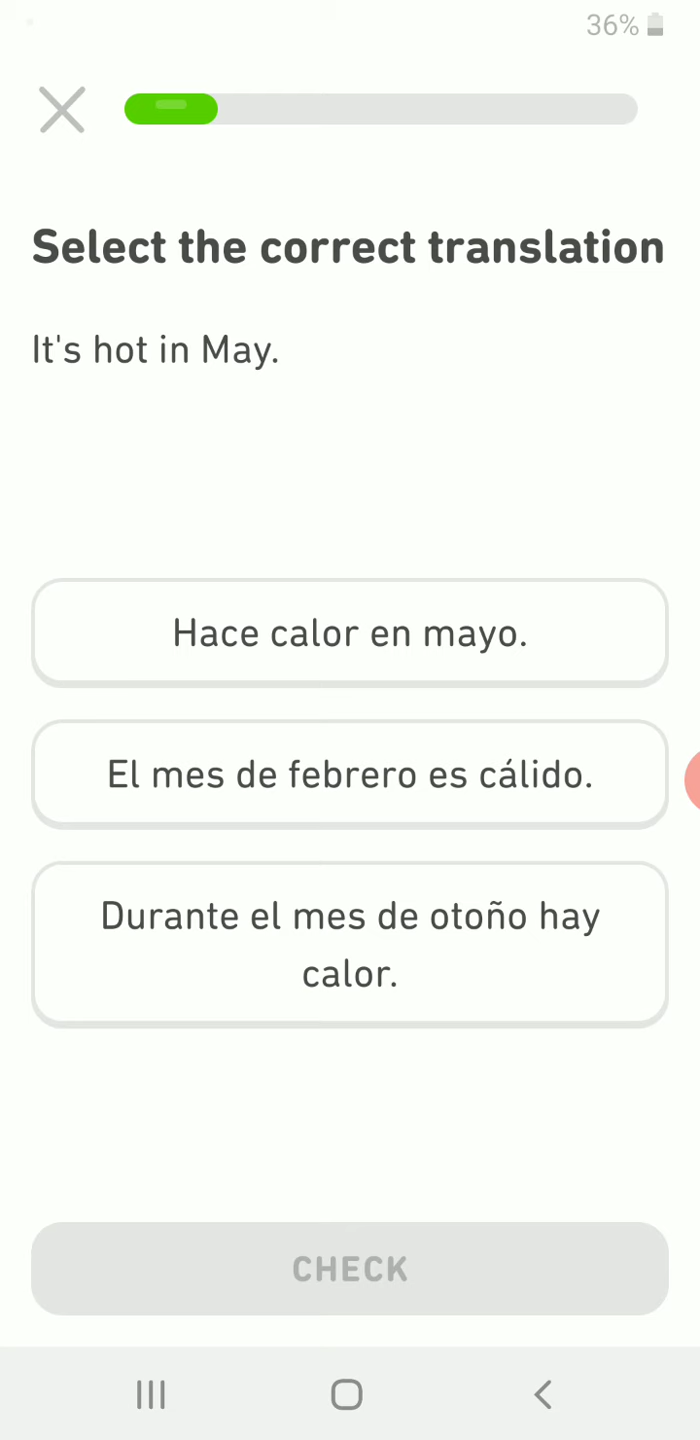 36%
Select the correct translation
It's hot in May.
Hace calor en mayo.
El mes de febrero es cálido.
Durante el mes de otoño hay
calor.
CHECK